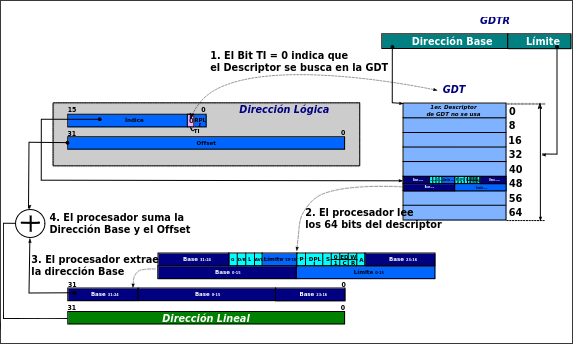 GDTR
Dirección Base Límite
1. El Bit TI = 0 indica que
el Descriptor se busca en la GDT
GDT
15 0
Dirección Lógica
Indice 0 RPL
TI
31 0
Offset
1er. Descriptor
de GDT no se usa
0
8
16
32
40
48
56
64
2. El procesador lee
los 64 bits del descriptor
4. El procesador suma la
Dirección Base y el Offset
3. El procesador extrae
la dirección Base
Base 31:24 G D/B L AVL Límite 19:16 P DPL S A Base 23:16
Base 0-15 Límite 0-15
31 0
Base 31:24 Base 0-15 Base 23:16
31 0
Dirección Lineal